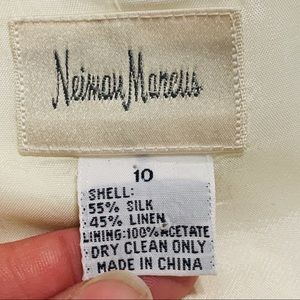 Neiman Marcus
10
SHELL:
55% SILK
45% LINEN
LINING:100% ACETATE
DRY CLEAN ONLY
MADE IN CHINA